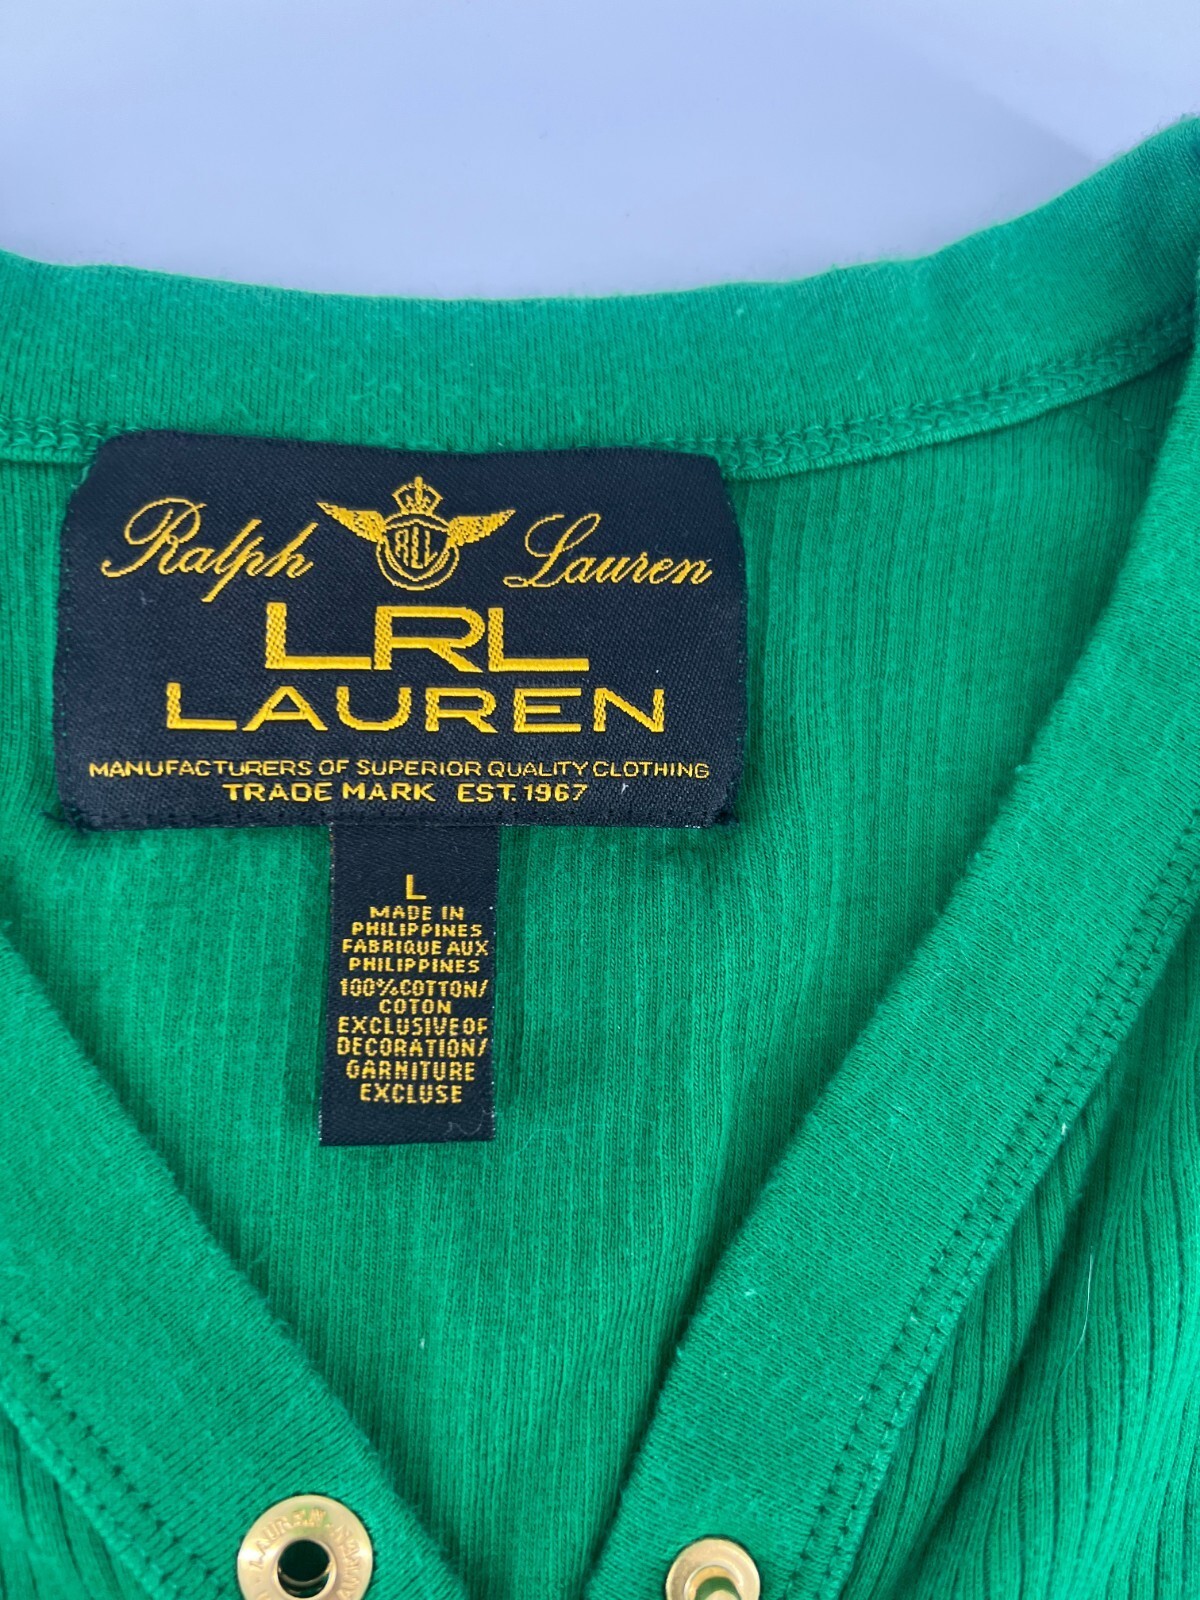 Ralph RLL Lauren
LRL
LAUREN
MANUFACTURERS OF SUPERIOR QUALITY CLOTHING
TRADE MARK EST. 1967
L
MADE IN
PHILIPPINES
FABRIQUE AUX
PHILIPPINES
100% COTTON/
COTON
EXCLUSIVE OF
DECORATION/
GARNITURE
EXCLUSE
LAUREN